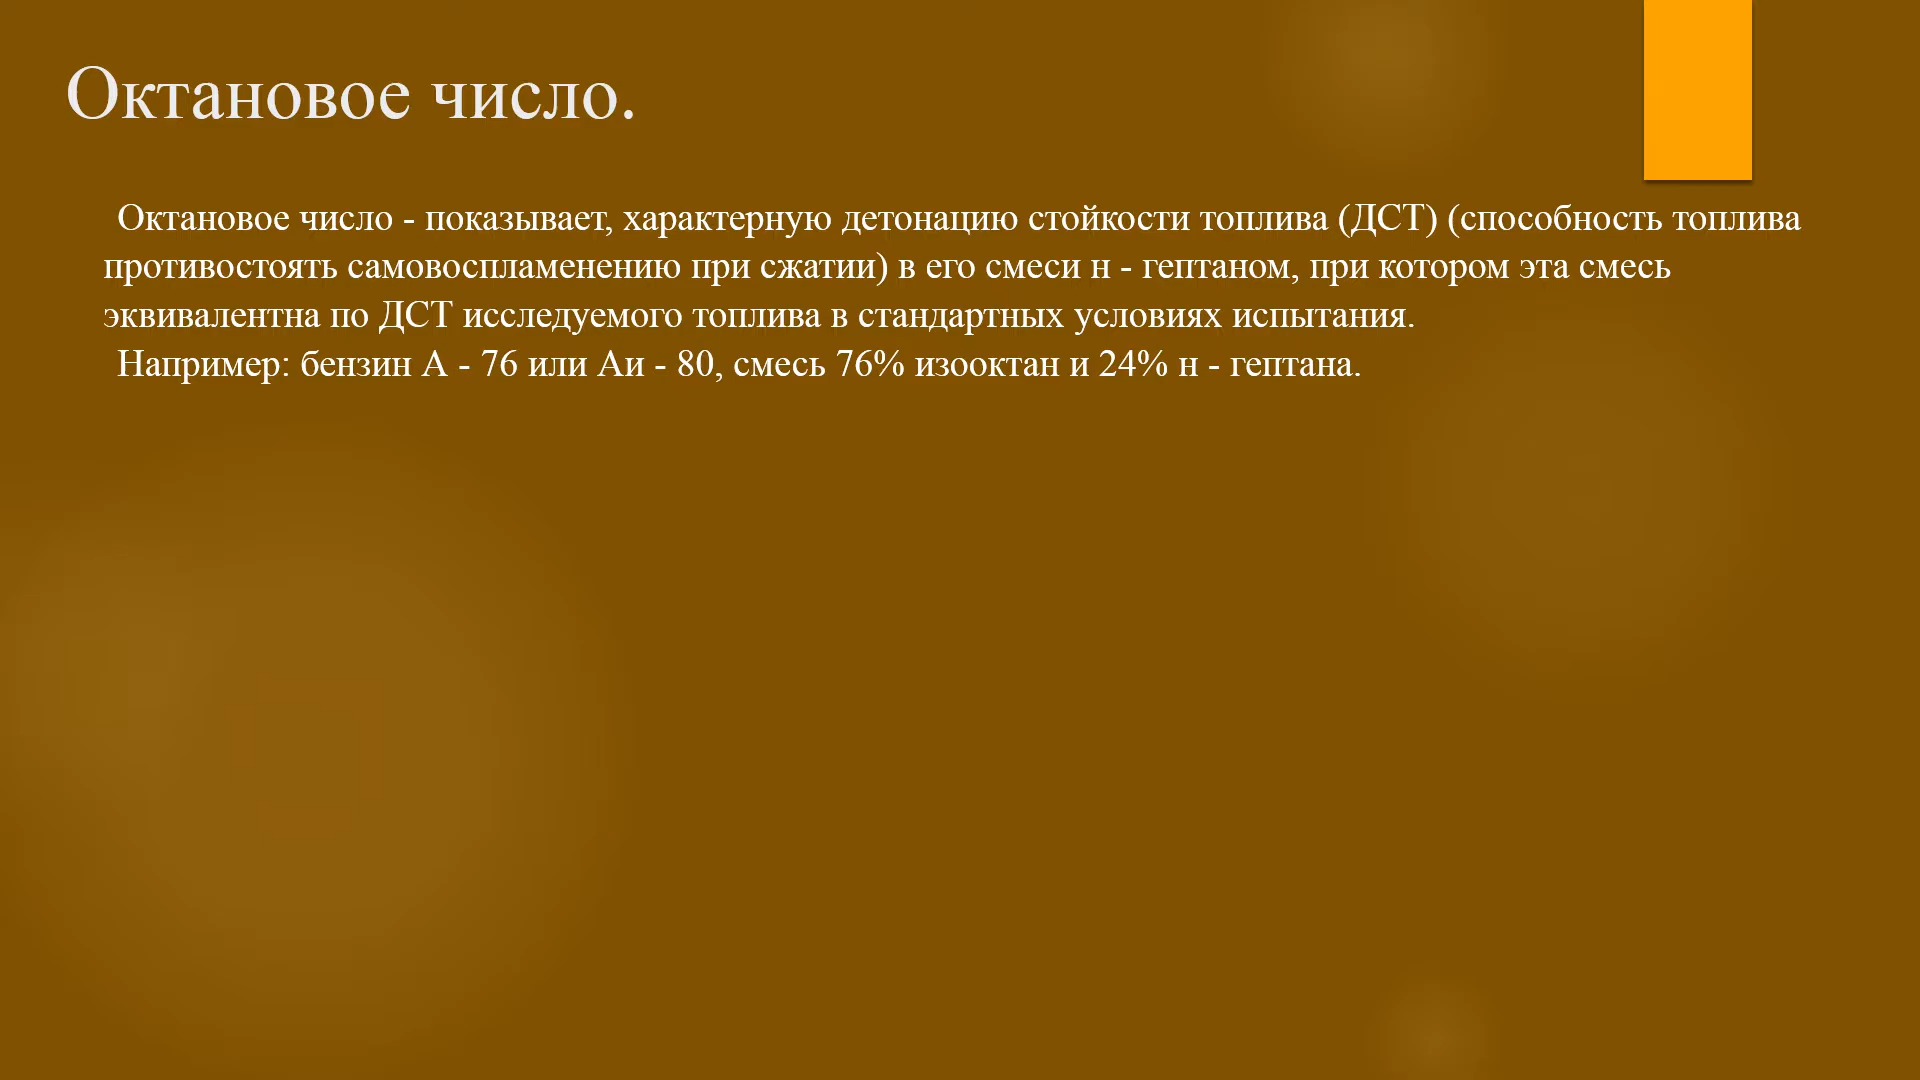 Октановое число.
Октановое число - показывает, характерную детонацию стойкости топлива (ДСТ) (способность топлива
противостоять самовоспламенению при сжатии) в его смеси н - гептаном, при котором эта смесь
эквивалентна по ДСТ исследуемого топлива в стандартных условиях испытания.
Например: бензин А - 76 или Аи - 80, смесь 76% изооктан и 24% н - гептана.